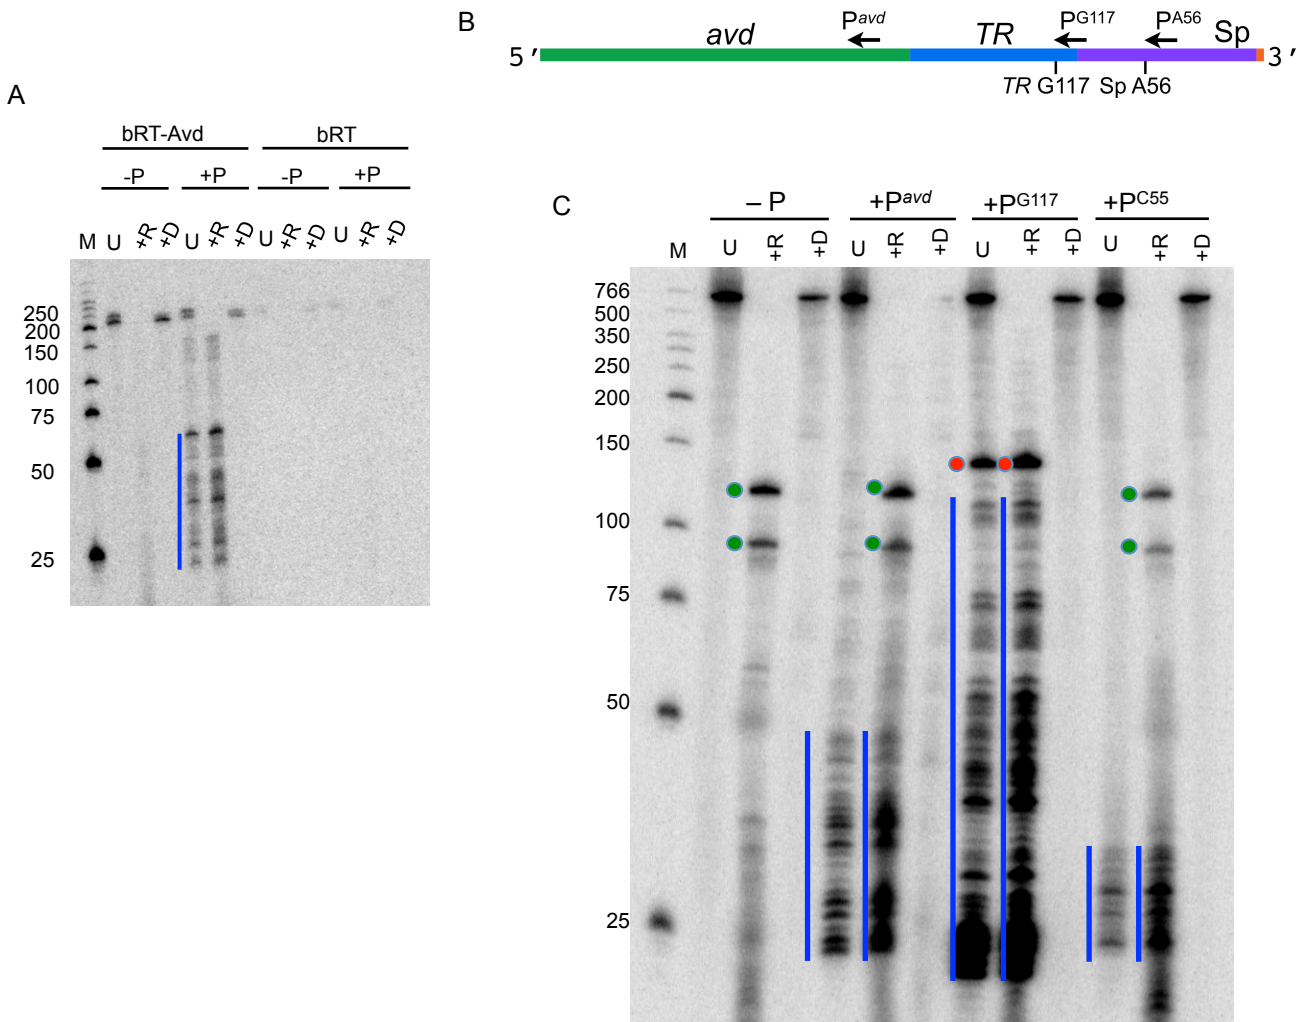 B
avd
Pavd
TR
PG117
PA56
Sp
5 ′
3 ′
TR G117
Sp A56
A
bRT-Avd
bRT
-P
+P
-P
+P
M
U
+R
+D
U
+R
+D
U
+R
+D
U
+R
+D
250
200
150
100
75
50
25
C
– P
+Pavd
+PG117
+PC55
M
U
+R
+D
U
+R
+D
U
+R
+D
U
+R
+D
766
500
350
250
200
150
100
75
50
25